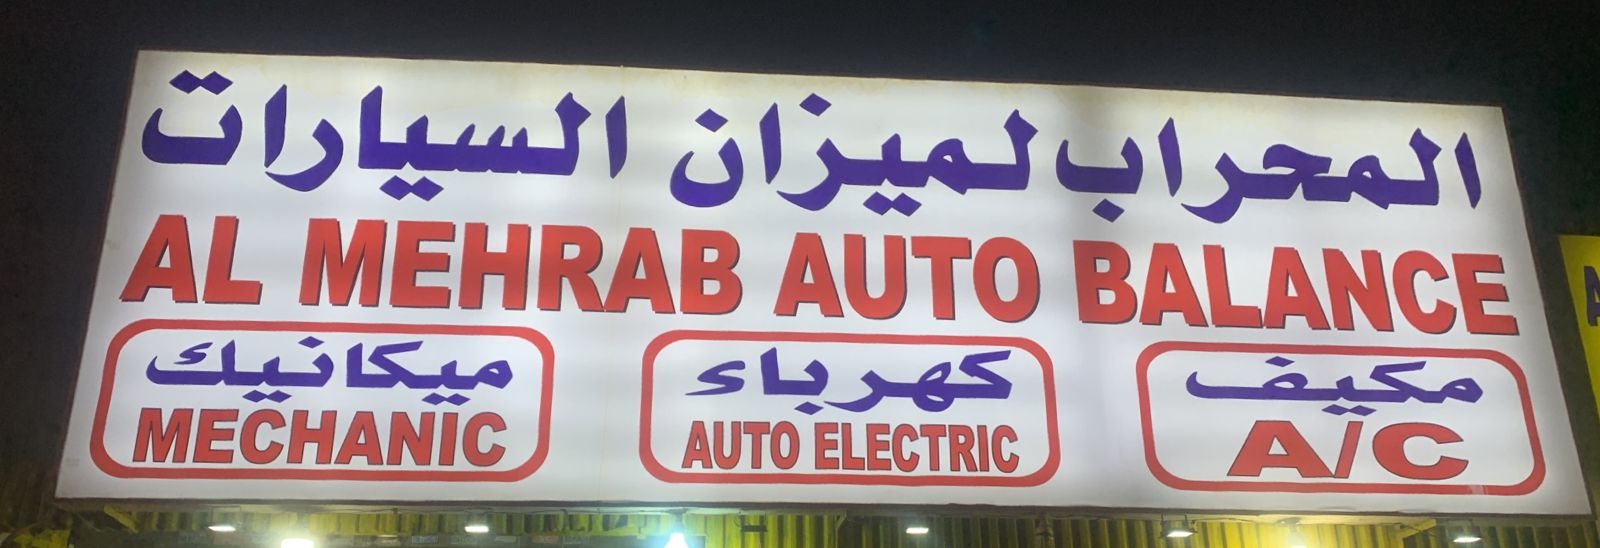 المحراب لميزان السيارات
AL MEHRAB AUTO BALANCE
ميكانيك
MECHANIC
كهرباء
AUTO ELECTRIC
مكيف
A/C